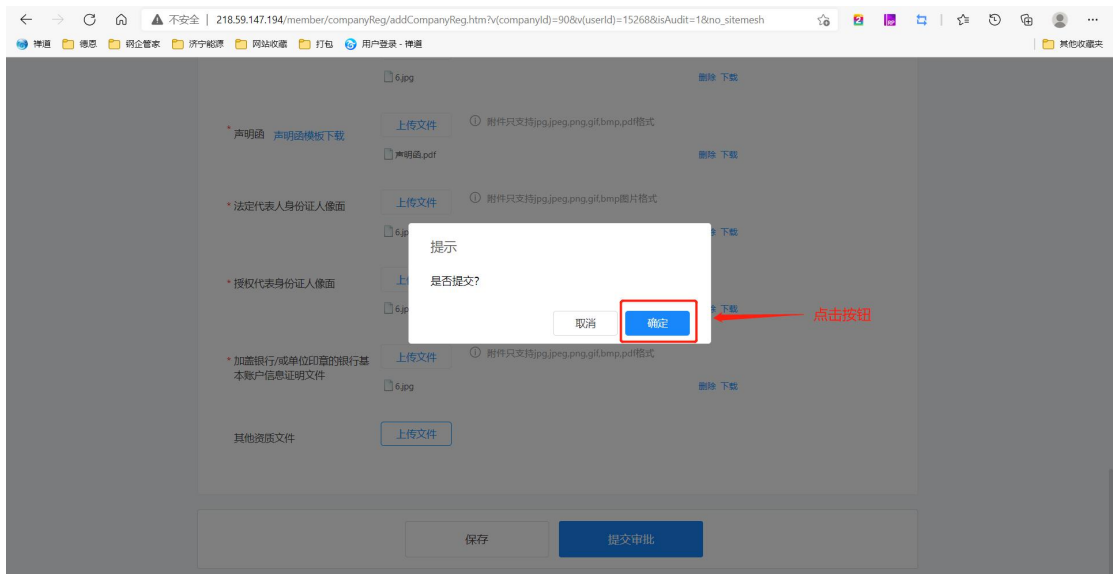 不安全 | 218.59.147.194/member/companyReg/addCompanyReg.htm?v(companyId)=90&v(userId)=15268&isAudit=1&no_sitemesh
禅道 德恩 钢企管家 济宁能源 网站收藏 打包 用户登录 - 禅道 其他收藏夹
6.jpg 删除 下载
* 声明函 声明函模板下载 上传文件 附件只支持jpg,jpeg,png,gif,bmp,pdf格式
声明函.pdf 删除 下载
* 法定代表人身份证人像面 上传文件 附件只支持jpg,jpeg,png,gif,bmp图片格式
6.jp 下载
提示
是否提交?
* 授权代表身份证人像面 上
6.jp 下载
取消 确定 点击按钮
* 加盖银行/或单位印章的银行基 上传文件 附件只支持jpg,jpeg,png,gif,bmp,pdf格式
本账户信息证明文件
6.jpg 删除 下载
其他资质文件 上传文件
保存 提交审批